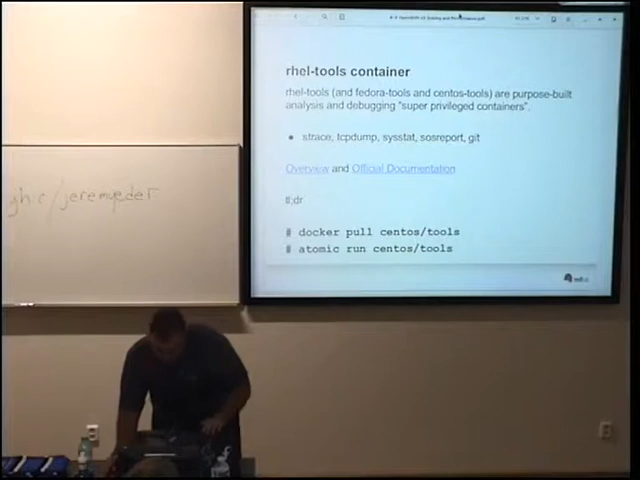 rhel-tools container
rhel-tools (and fedora-tools and centos-tools) are purpose-built
analysis and debugging "super privileged containers".
● strace, tcpdump, sysstat, sosreport, git
Overview and Official Documentation
tl;dr
# docker pull centos/tools
# atomic run centos/tools